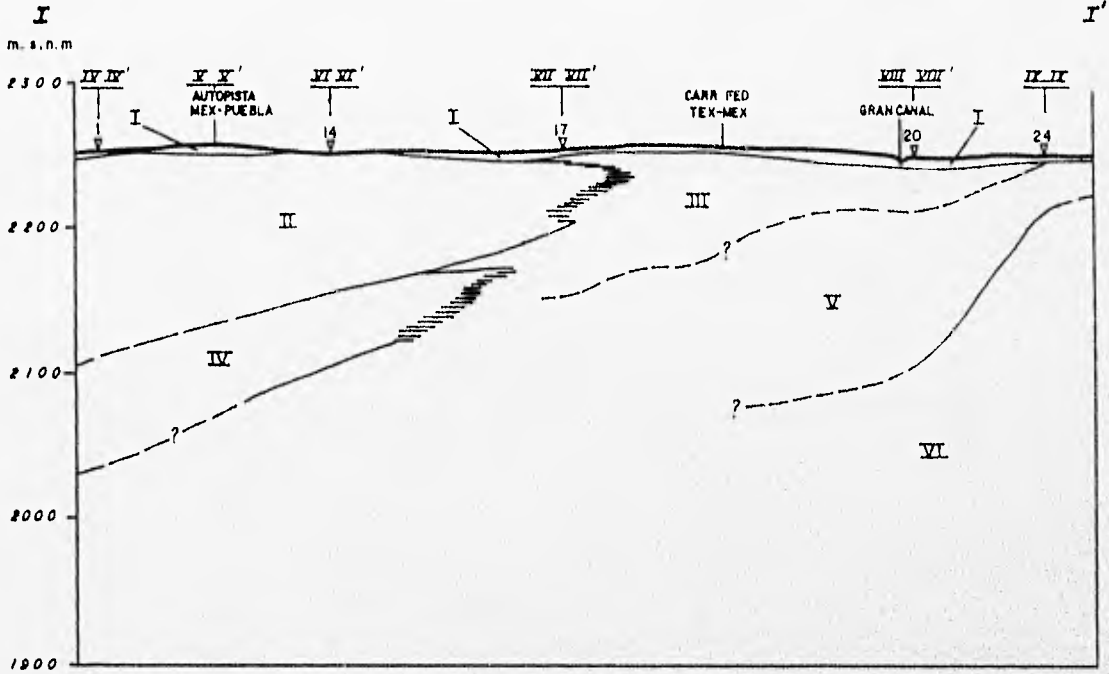 I I'
m. s. n. m
2300
IV IV' V V' VI VI' VII VII' VIII VIII' IX IX
AUTOPISTA
MEX-PUEBLA
CARR FED
TEX-MEX
GRAN CANAL
I I I
1 14 17 20 24
II III
2200
?
V
IV
2100
? ?
VI
2000
1900